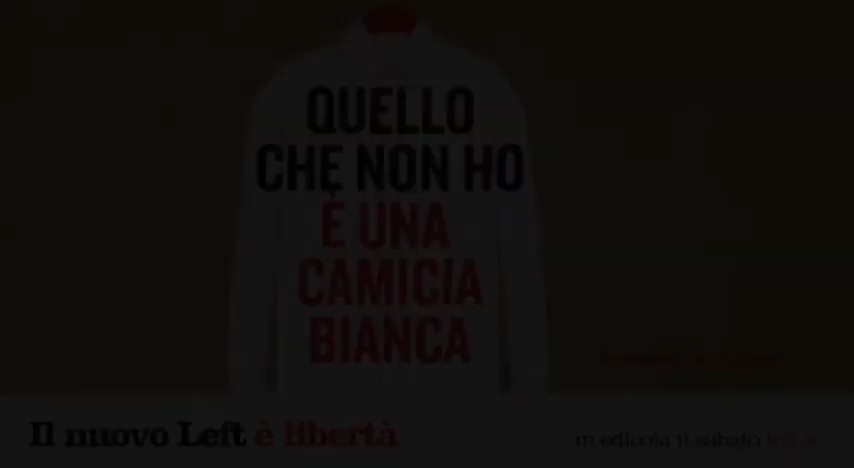 QUELLO
CHE NON HO
È UNA
CAMICIA
BIANCA
Il nuovo Left è libertà
in edicola il sabato